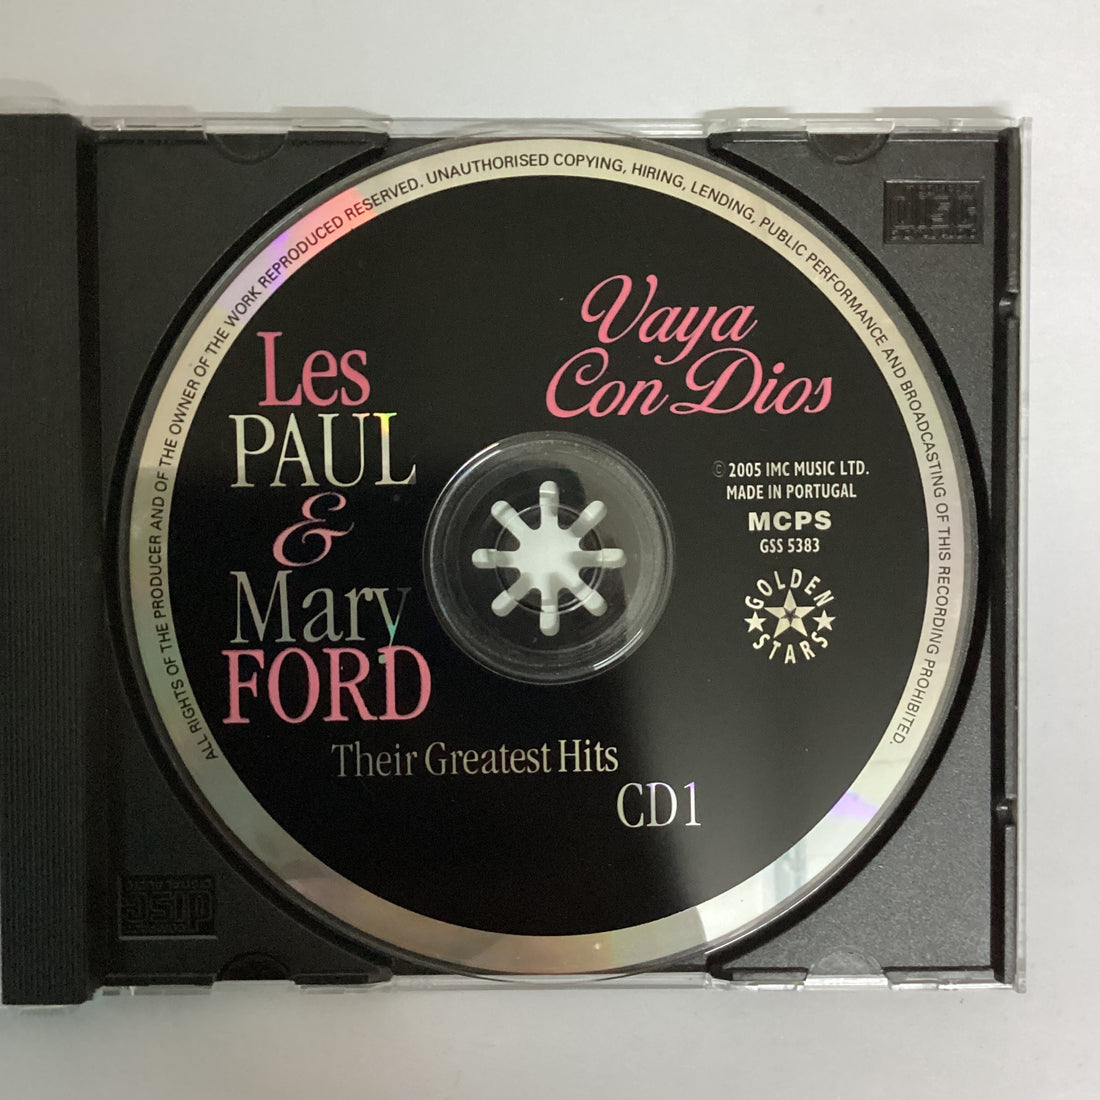 ALL RIGHTS OF THE PRODUCER AND OF THE OWNER OF THE WORK REPRODUCED RESERVED. UNAUTHORISED COPYING, HIRING, LENDING, PUBLIC PERFORMANCE AND BROADCASTING OF THIS RECORDING PROHIBITED.
Vaya
Con Dios
Les
PAUL
&
Mary
FORD
© 2005 IMC MUSIC LTD.
MADE IN PORTUGAL
MCPS
GSS 5383
GOLDEN
STARS
Their Greatest Hits
CD1
COMPACT
disc